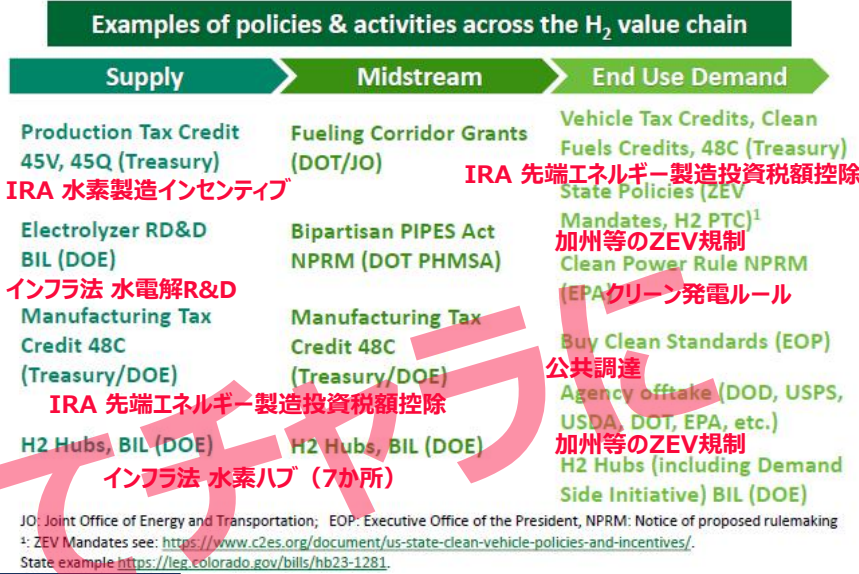 Examples of policies & activities across the H2 value chain
Supply
Midstream
End Use Demand
Production Tax Credit
45V, 45Q (Treasury)
IRA 水素製造インセンティブ
Electrolyzer RD&D
BIL (DOE)
インフラ法 水電解R&D
Manufacturing Tax
Credit 48C
(Treasury/DOE)
IRA 先端エネルギー製造投資税額控除
H2 Hubs, BIL (DOE)
インフラ法 水素ハブ（7か所）
Fueling Corridor Grants
(DOT/JO)
Bipartisan PIPES Act
NPRM (DOT PHMSA)
Manufacturing Tax
Credit 48C
(Treasury/DOE)
H2 Hubs, BIL (DOE)
Vehicle Tax Credits, Clean
Fuels Credits, 48C (Treasury)
IRA 先端エネルギー製造投資税額控除
State Policies (ZEV
Mandates, H2 PTC)1
加州等のZEV規制
Clean Power Rule NPRM
(EPA)
クリーン発電ルール
Buy Clean Standards (EOP)
公共調達
Agency offtake (DOD, USPS,
USDA, DOT, EPA, etc.)
加州等のZEV規制
H2 Hubs (including Demand
Side Initiative) BIL (DOE)
てチャラに
JO: Joint Office of Energy and Transportation; EOP: Executive Office of the President, NPRM: Notice of proposed rulemaking
1: ZEV Mandates see: https://www.c2es.org/document/us-state-clean-vehicle-policies-and-incentives/.
State example https://leg.colorado.gov/bills/hb23-1281.